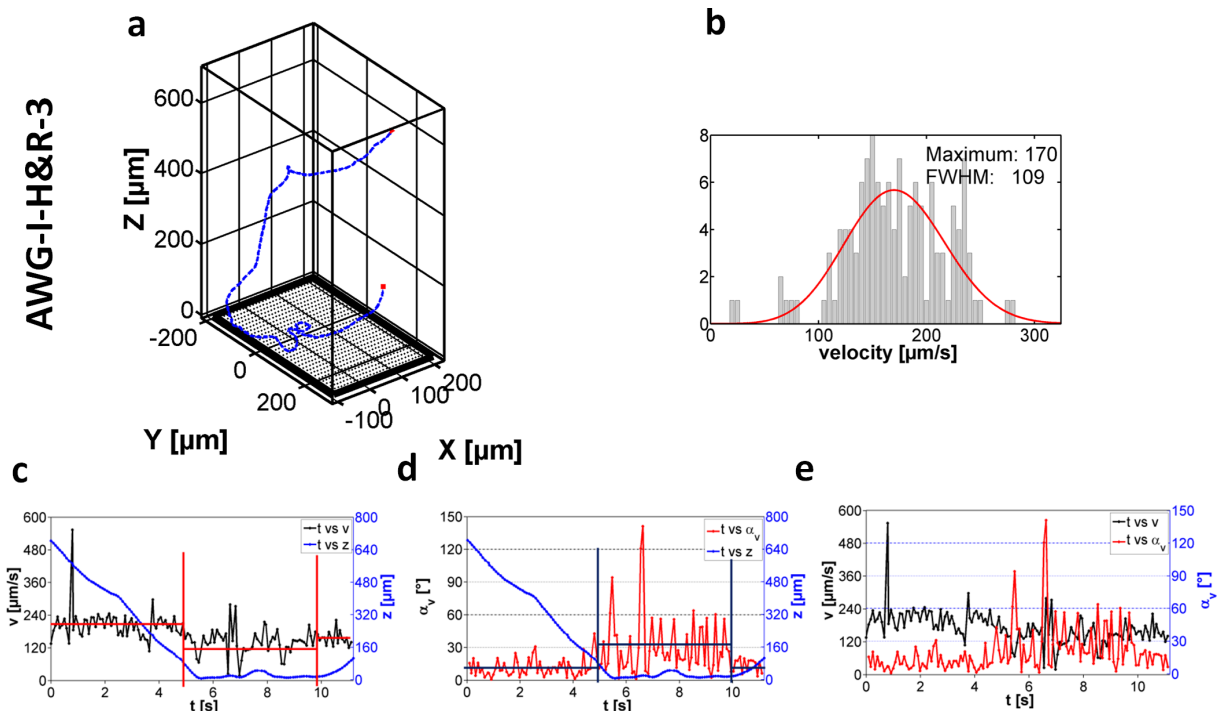 AWG-I-H&R-3
a
600
400
200
0
Z [µm]
-200
0
200
Y [µm]
-100
0
100
200
X [µm]
b
8
6
4
2
0
Maximum: 170
FWHM: 109
0 100 200 300
velocity [µm/s]
c
600
480
360
240
120
0
v [µm/s]
t vs v
t vs z
800
640
480
320
160
0
z [µm]
0 2 4 6 8 10
t [s]
d
150
120
90
60
30
0
αv [°]
t vs αv
t vs z
800
640
480
320
160
0
z [µm]
0 2 4 6 8 10
t [s]
e
600
480
360
240
120
0
v [µm/s]
t vs v
t vs αv
150
120
90
60
30
0
αv [°]
0 2 4 6 8 10
t [s]